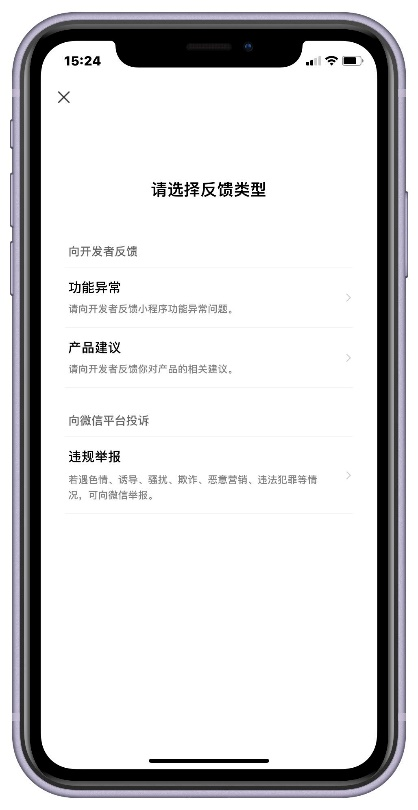 15:24
请选择反馈类型
向开发者反馈
功能异常
请向开发者反馈小程序功能异常问题。
产品建议
请向开发者反馈你对产品的相关建议。
向微信平台投诉
违规举报
若遇色情、诱导、骚扰、欺诈、恶意营销、违法犯罪等情
况，可向微信举报。